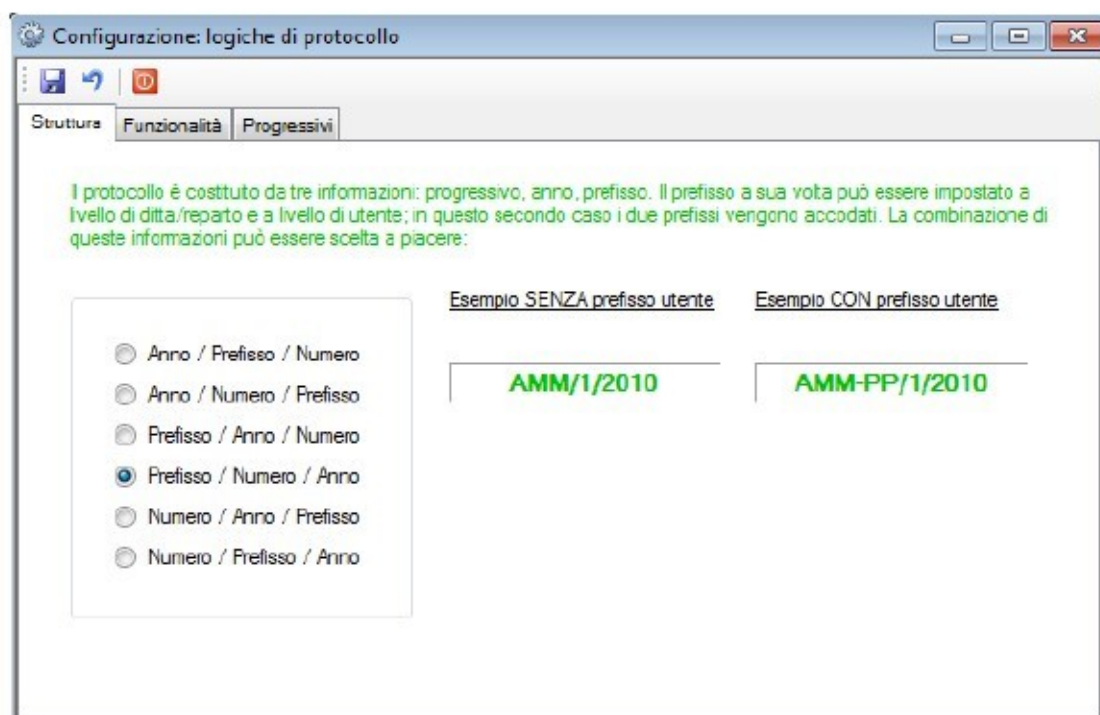 Configurazione: logiche di protocollo
Struttura Funzionalità Progressivi
Il protocollo è costituito da tre informazioni: progressivo, anno, prefisso. Il prefisso a sua volta può essere impostato a
livello di ditta/reparto e a livello di utente; in questo secondo caso i due prefissi vengono accodati. La combinazione di
queste informazioni può essere scelta a piacere:
Esempio SENZA prefisso utente Esempio CON prefisso utente
Anno / Prefisso / Numero
AMM/1/2010 AMM-PP/1/2010
Anno / Numero / Prefisso
Prefisso / Anno / Numero
Prefisso / Numero / Anno
Numero / Anno / Prefisso
Numero / Prefisso / Anno